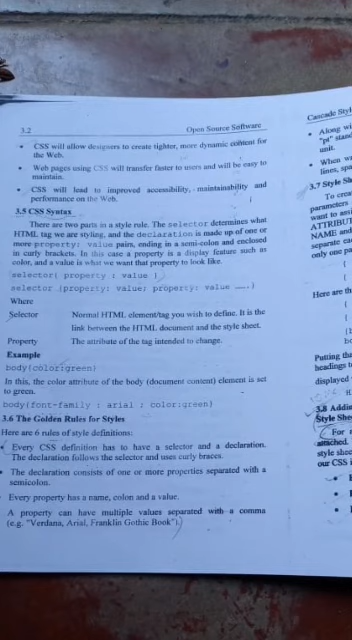 3.2 Open Source Software
• CSS will allow designers to create tighter, more dynamic content for
the Web.
• Web pages using CSS will transfer faster to users and will be easy to
maintain.
• CSS will lead to improved accessibility, maintainability and
performance on the Web.
3.5 CSS Syntax
There are two parts in a style rule. The selector determines what
HTML tag we are styling, and the declaration is made up of one or
more property: value pairs, ending in a semi-colon and enclosed
in curly brackets. In this case a property is a display feature such as
color, and a value is what we want that property to look like.
selector{ property : value }
selector {property: value; property: value ....}
Where
Selector Normal HTML element/tag you wish to define. It is the
link between the HTML document and the style sheet.
Property The attribute of the tag intended to change.
Example
body{color:green}
In this, the color attribute of the body (document content) element is set
to green.
body{font-family : arial ; color:green}
3.6 The Golden Rules for Styles
Here are 6 rules of style definitions:
• Every CSS definition has to have a selector and a declaration.
The declaration follows the selector and uses curly braces.
• The declaration consists of one or more properties separated with a
semicolon.
Every property has a name, colon and a value.
A property can have multiple values separated with a comma
(e.g. "Verdana, Arial, Franklin Gothic Book").
Cascade Styl
• Along wi
"pt" stand
unit.
• When w
lines, spa
3.7 Style Sh
To crea
parameters
want to assi
ATTRIBUT
NAME and
separate ea
only one pa
Here are th
Putting tha
headings to
displayed
3.8 Addin
Style She
For
attached.
style shee
our CSS i